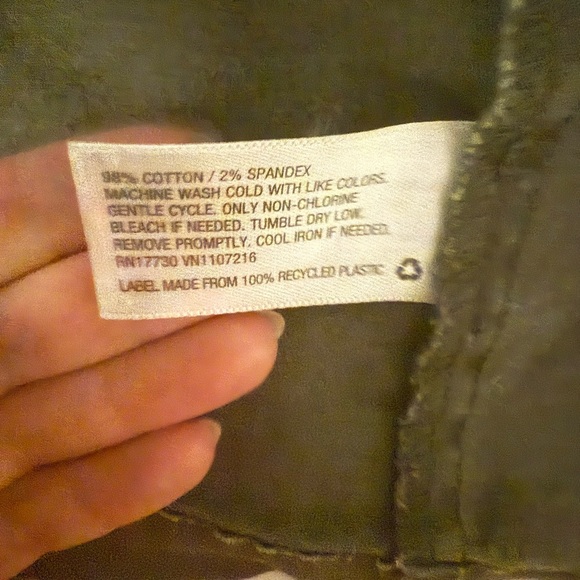 98% COTTON / 2% SPANDEX
MACHINE WASH COLD WITH LIKE COLORS.
GENTLE CYCLE. ONLY NON-CHLORINE
BLEACH IF NEEDED. TUMBLE DRY LOW.
REMOVE PROMPTLY. COOL IRON IF NEEDED.
RN17730 VN1107216
LABEL MADE FROM 100% RECYCLED PLASTIC